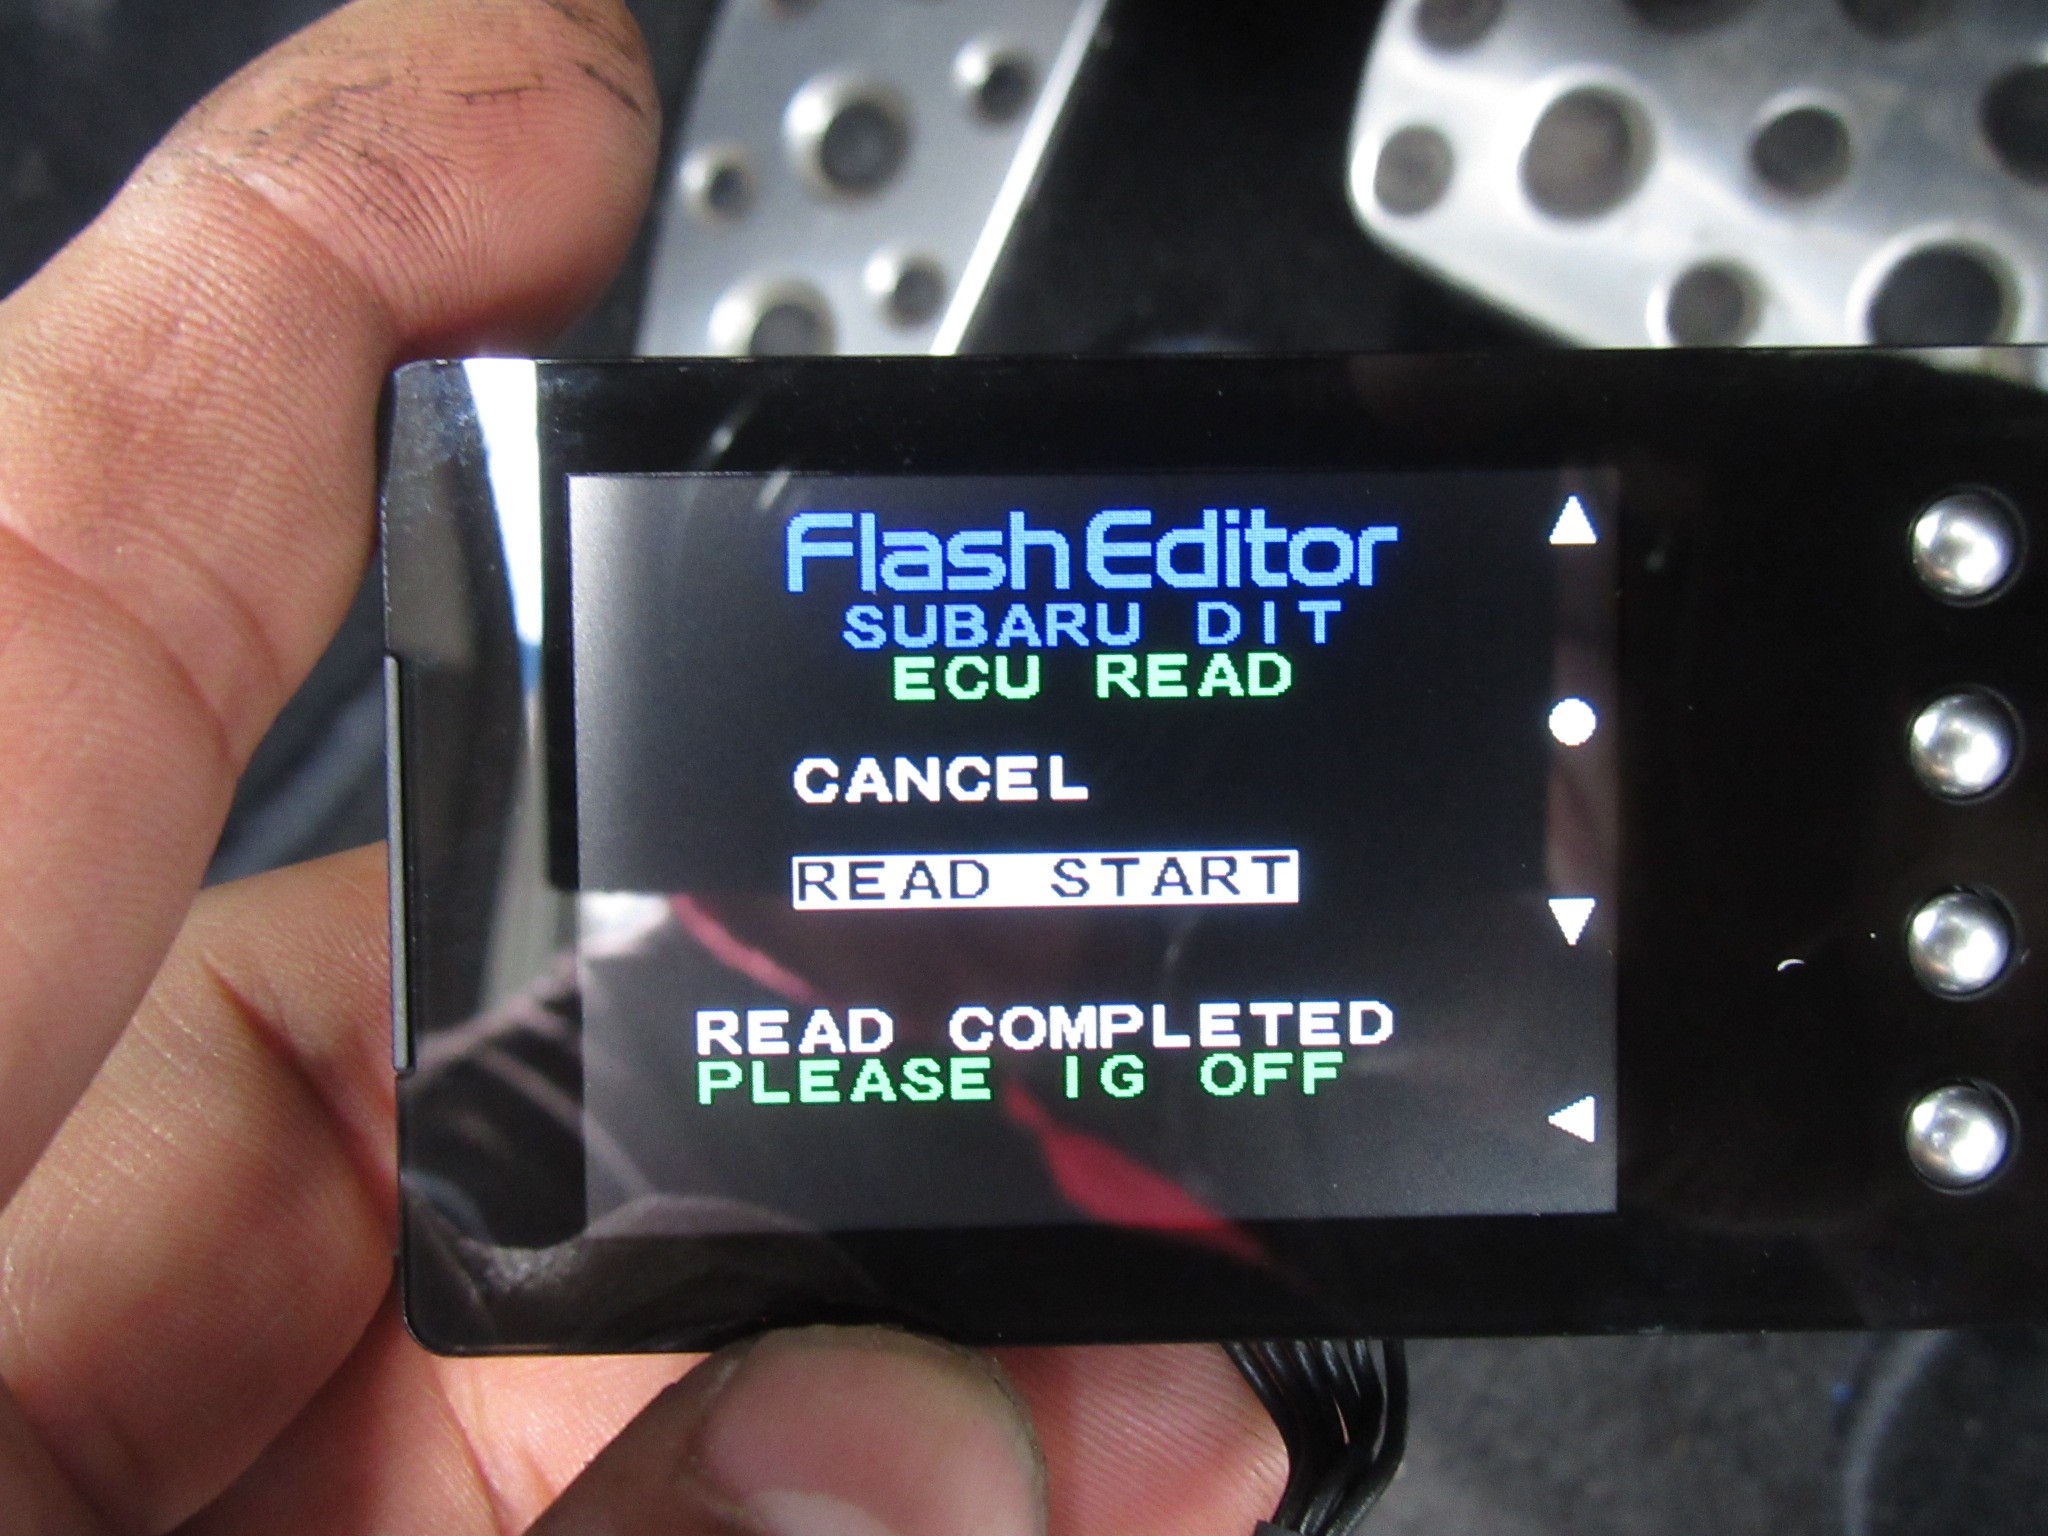 Flash Editor
SUBARU DIT
ECU READ
CANCEL
READ START
READ COMPLETED
PLEASE IG OFF